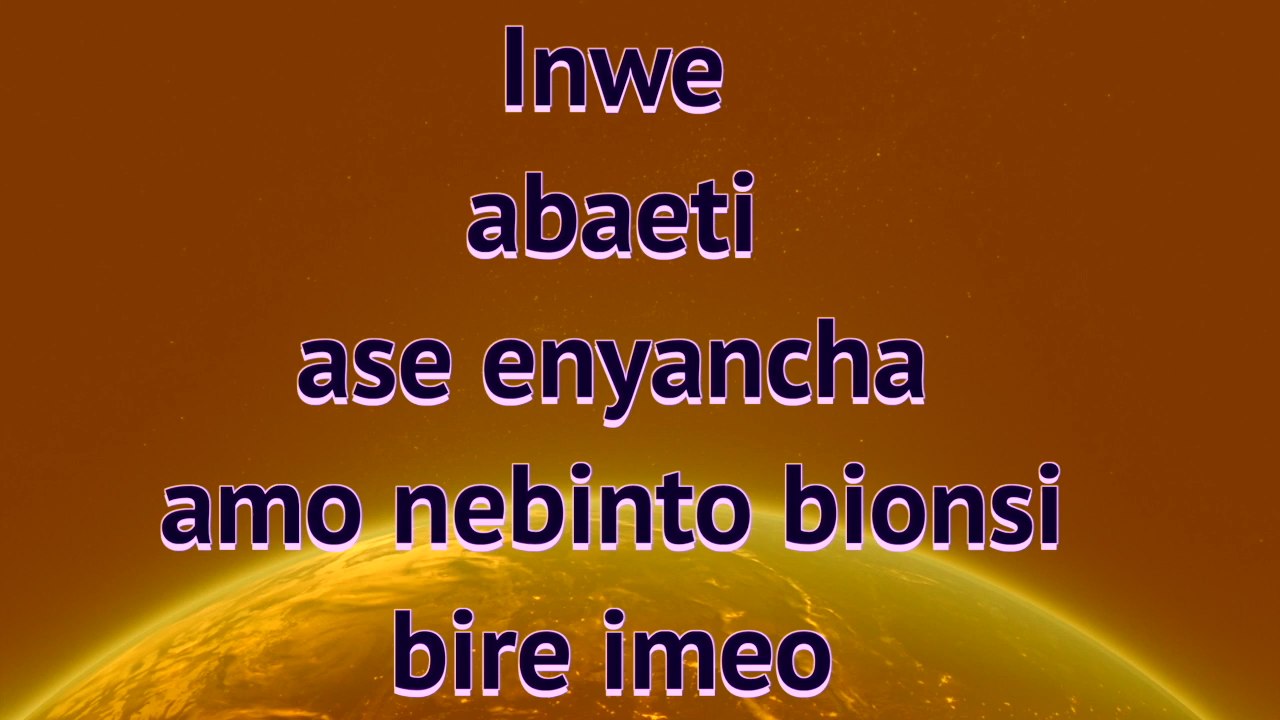 Inwe
abaeti
ase enyancha
amo nebinto bionsi
bire imeo